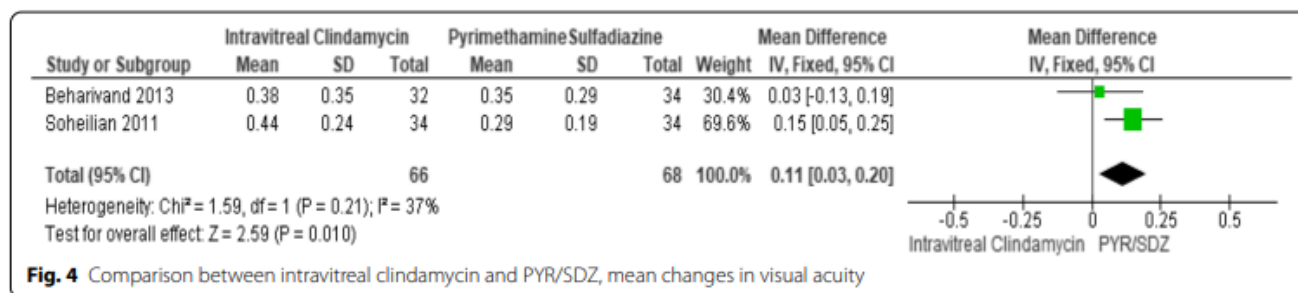 Intravitreal Clindamycin PyrimethamineSulfadiazine Mean Difference Mean Difference
Study or Subgroup Mean SD Total Mean SD Total Weight IV, Fixed, 95% CI IV, Fixed, 95% CI
Beharivand 2013 0.38 0.35 32 0.35 0.29 34 30.4% 0.03 [-0.13, 0.19]
Soheilian 2011 0.44 0.24 34 0.29 0.19 34 69.6% 0.15 [0.05, 0.25]
Total (95% CI) 66 68 100.0% 0.11 [0.03, 0.20]
Heterogeneity: Chi² = 1.59, df = 1 (P = 0.21); I² = 37%
Test for overall effect: Z = 2.59 (P = 0.010)
-0.5 -0.25 0 0.25 0.5
Intravitreal Clindamycin PYR/SDZ
Fig. 4 Comparison between intravitreal clindamycin and PYR/SDZ, mean changes in visual acuity